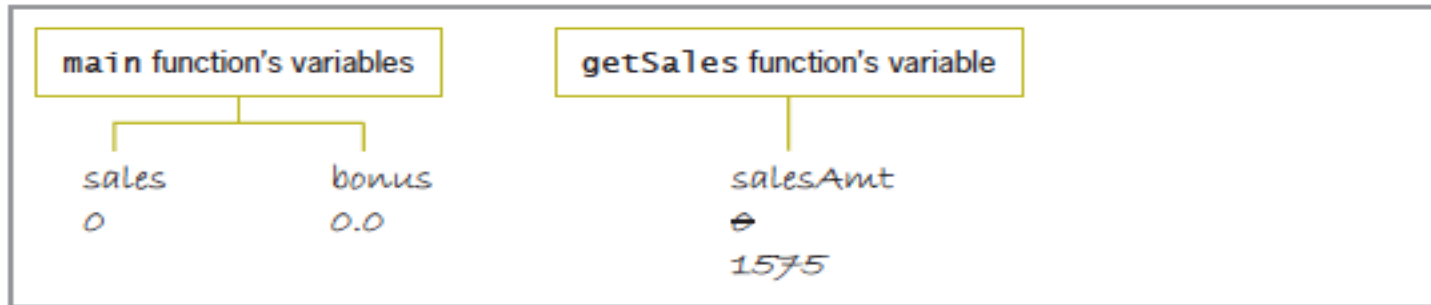 main function's variables getSales function's variable
sales bonus salesAmt
0 0.0 0
1575